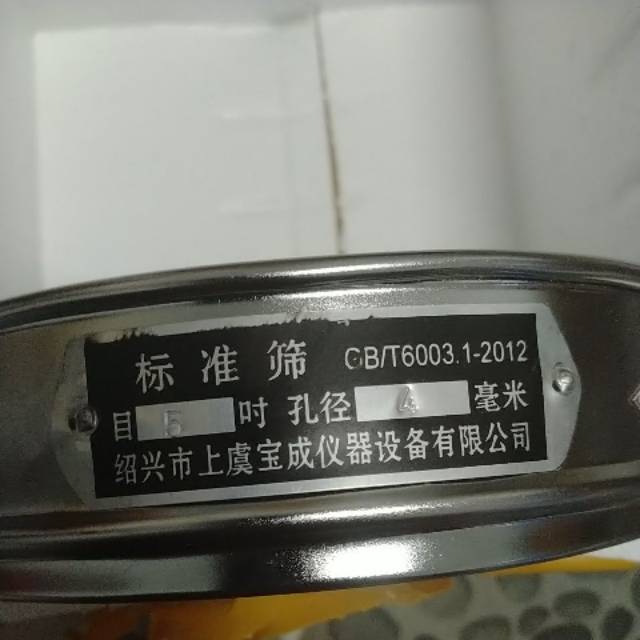 标准筛 GB/T6003.1-2012
目 5 吋 孔径 4 毫米
绍兴市上虞宝成仪器设备有限公司